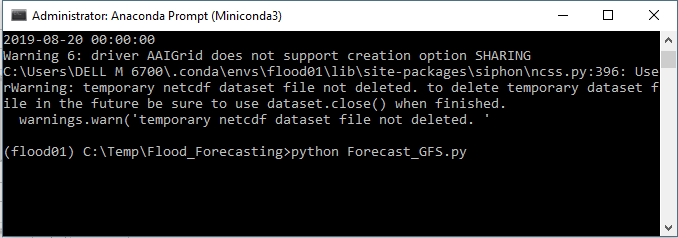 Administrator: Anaconda Prompt (Miniconda3)
2019-08-20 00:00:00
Warning 6: driver AAIGrid does not support creation option SHARING
C:\Users\DELL M 6700\.conda\envs\flood01\lib\site-packages\siphon\ncss.py:396: Use
rWarning: temporary netcdf dataset file not deleted. to delete temporary dataset f
ile in the future be sure to use dataset.close() when finished.
  warnings.warn('temporary netcdf dataset file not deleted. '
(flood01) C:\Temp\Flood_Forecasting>python Forecast_GFS.py